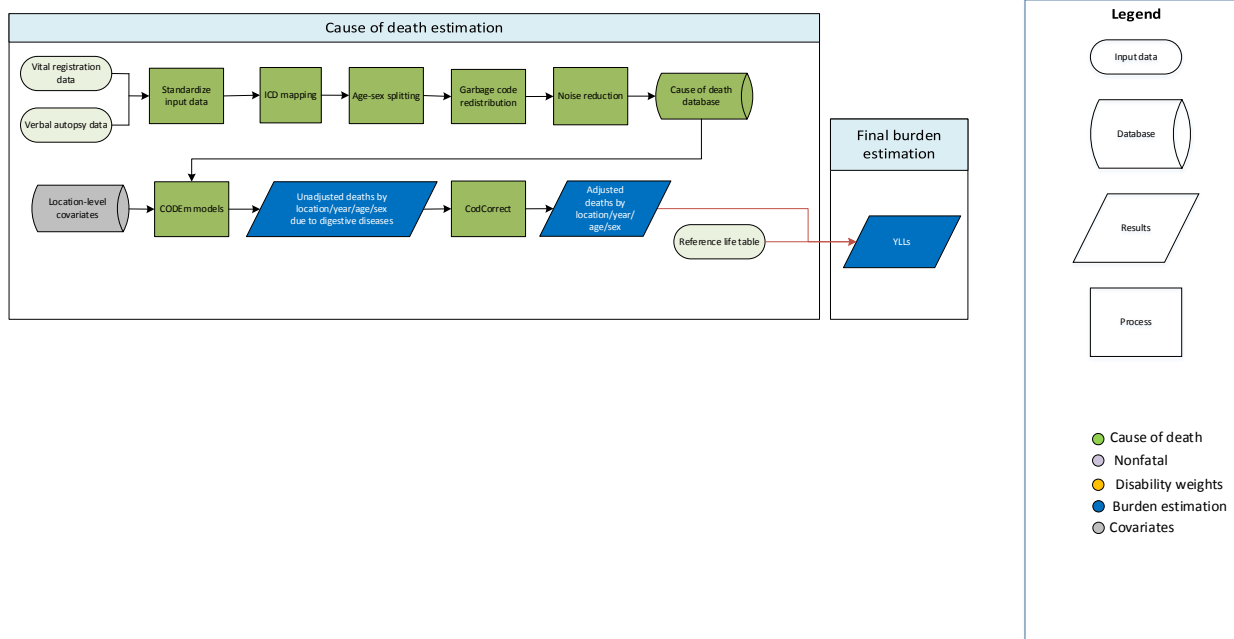 Cause of death estimation
Vital registration
data
Verbal autopsy data
Standardize
input data
ICD mapping
Age-sex splitting
Garbage code
redistribution
Noise reduction
Cause of death
database
Location-level
covariates
CODEm models
Unadjusted deaths by
location/year/age/sex
due to digestive diseases
CodCorrect
Adjusted
deaths by
location/year/
age/sex
Reference life table
Final burden
estimation
YLLs
Legend
Input data
Database
Results
Process
Cause of death
Nonfatal
Disability weights
Burden estimation
Covariates